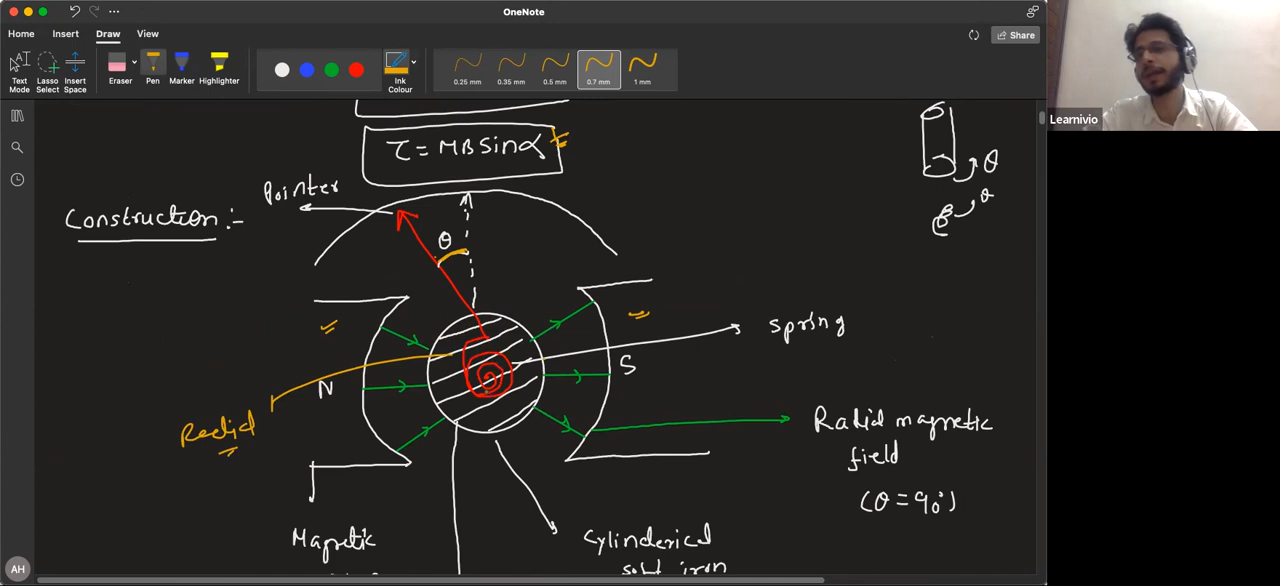 OneNote
Home Insert Draw View
Share
Text Mode
Lasso Select
Insert Space
Eraser
Pen
Marker
Highlighter
Ink Colour
0.25 mm
0.35 mm
0.5 mm
0.7 mm
1 mm
Learnivio
τ = MB sin α
θ
θ
Pointer
Construction :-
θ
spring
N
S
Radial
Radial magnetic
field
(θ = 90°)
Magnetic
Cylinderical
soft iron
AH